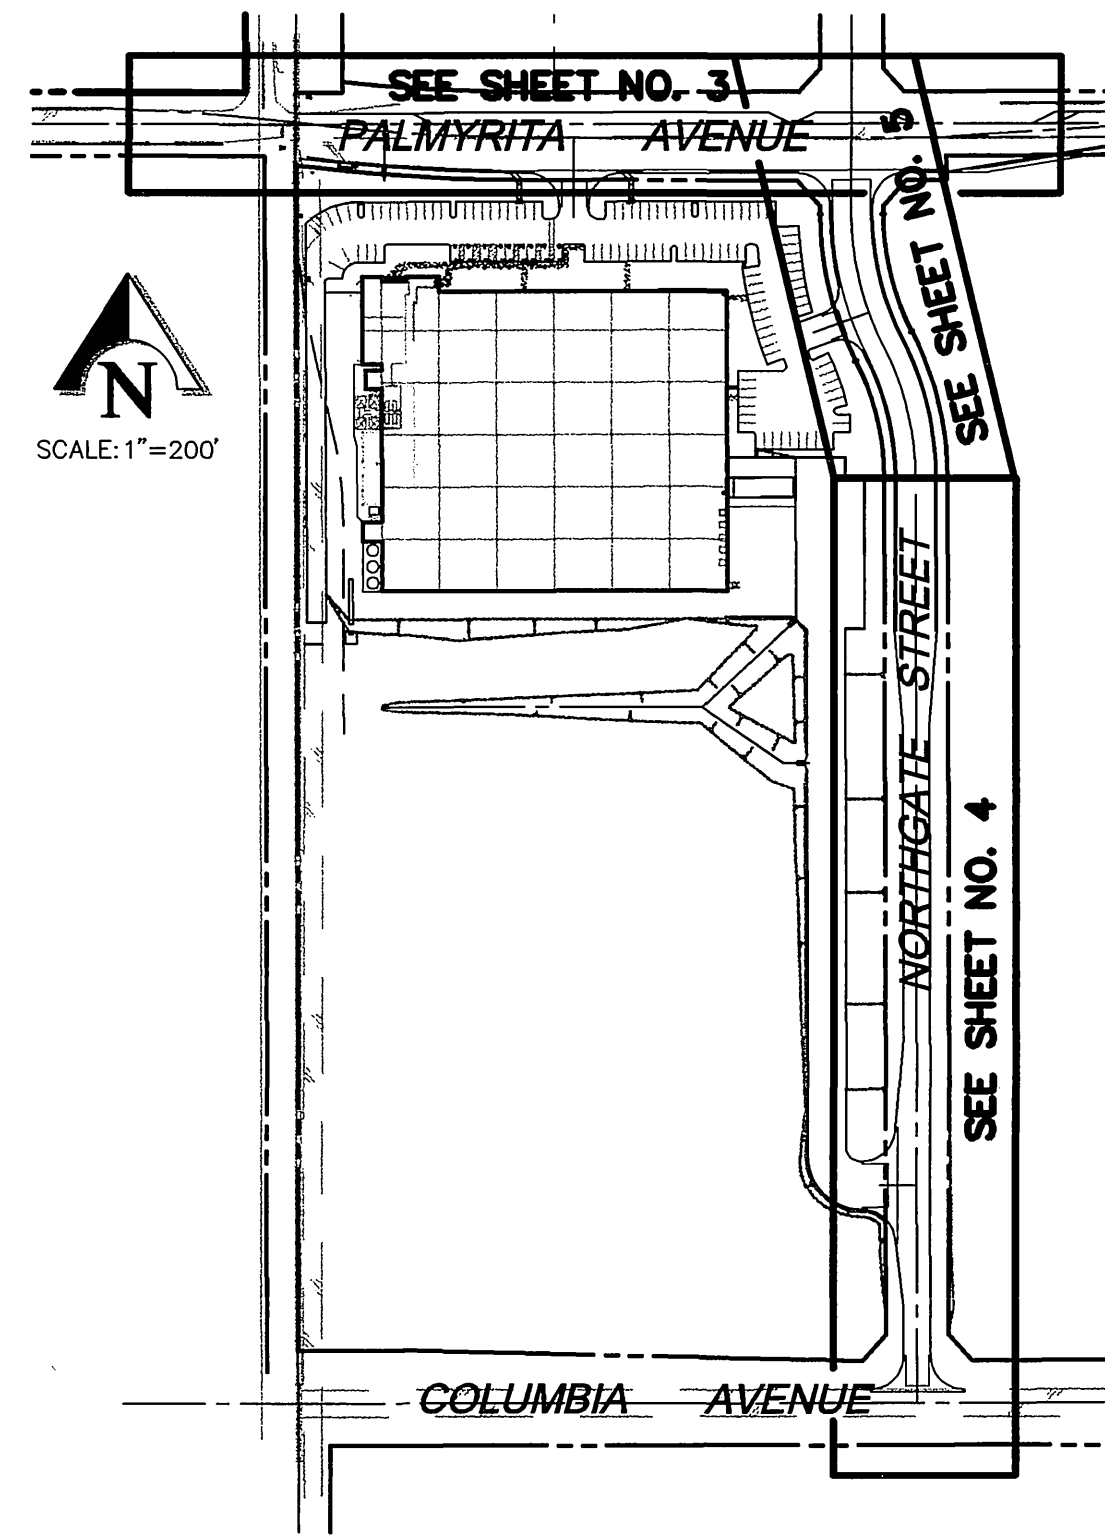 SEE SHEET NO. 3
PALMYRITA AVENUE
SEE SHEET NO. 5
N
SCALE: 1"=200'
NORTHGATE STREET
SEE SHEET NO. 4
COLUMBIA AVENUE